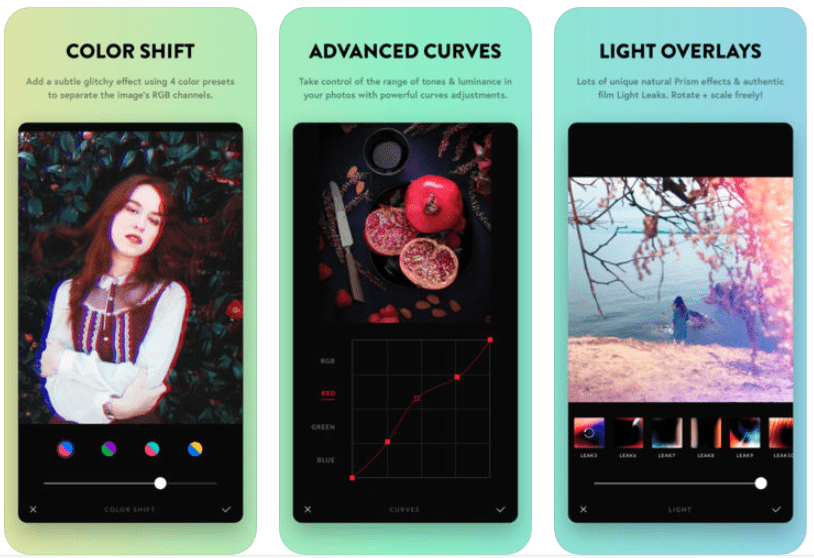 COLOR SHIFT
Add a subtle glitchy effect using 4 color presets
to separate the image's RGB channels.
COLOR SHIFT
ADVANCED CURVES
Take control of the range of tones & luminance in
your photos with powerful curves adjustments.
RGB
RED
GREEN
BLUE
CURVES
LIGHT OVERLAYS
Lots of unique natural Prism effects & authentic
film Light Leaks. Rotate + scale freely!
LEAK5 LEAK6 LEAK7 LEAK8 LEAK9 LEAK10
LIGHT